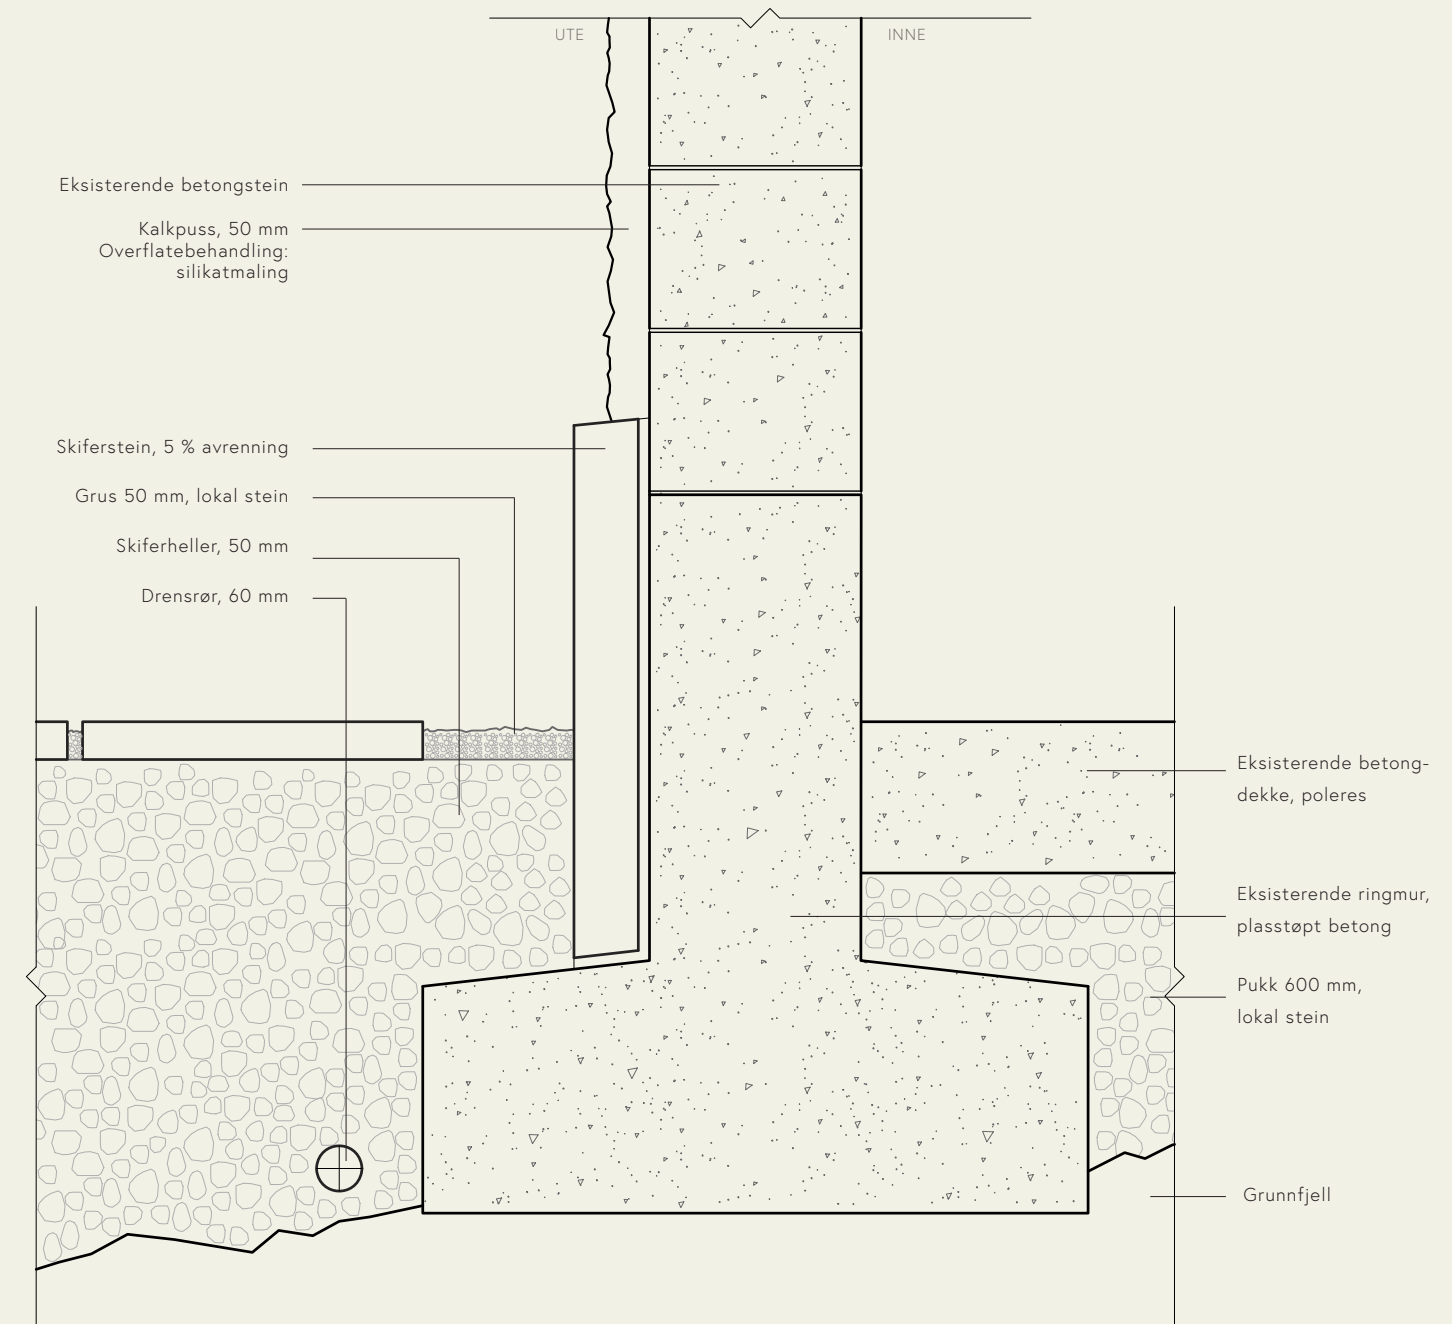 UTE
INNE
Eksisterende betongstein
Kalkpuss, 50 mm
Overflatebehandling:
silikatmaling
Skiferstein, 5 % avrenning
Grus 50 mm, lokal stein
Skiferheller, 50 mm
Drensrør, 60 mm
Eksisterende betong-
dekke, poleres
Eksisterende ringmur,
plasstøpt betong
Pukk 600 mm,
lokal stein
Grunnfjell